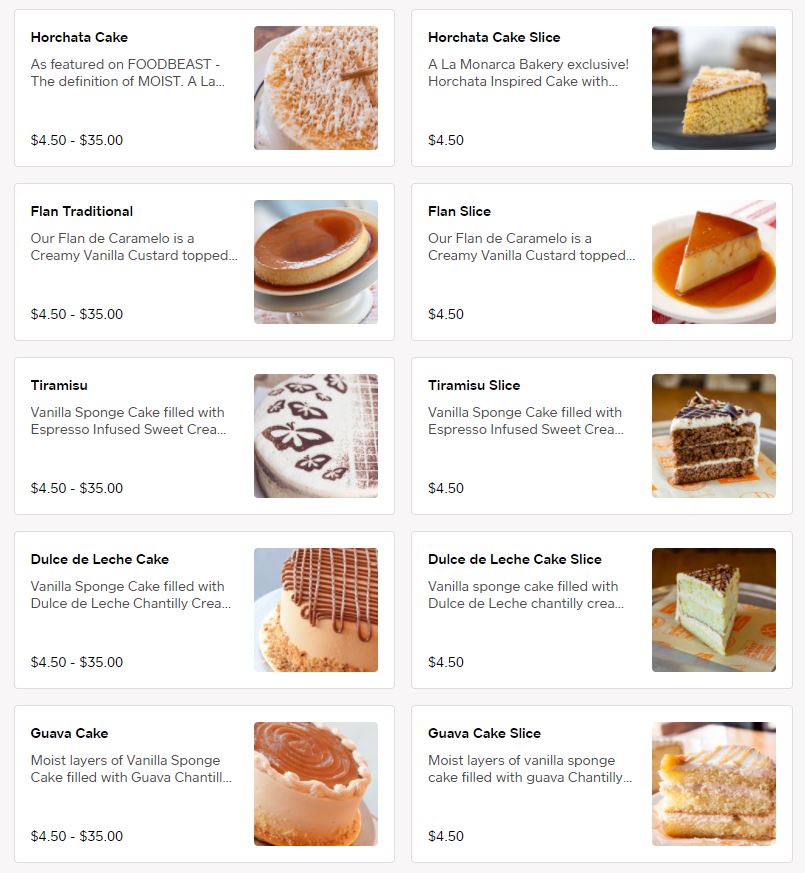 Horchata Cake
As featured on FOODBEAST -
The definition of MOIST. A La...
$4.50 - $35.00
Horchata Cake Slice
A La Monarca Bakery exclusive!
Horchata Inspired Cake with...
$4.50
Flan Traditional
Our Flan de Caramelo is a
Creamy Vanilla Custard topped...
$4.50 - $35.00
Flan Slice
Our Flan de Caramelo is a
Creamy Vanilla Custard topped...
$4.50
Tiramisu
Vanilla Sponge Cake filled with
Espresso Infused Sweet Crea...
$4.50 - $35.00
Tiramisu Slice
Vanilla Sponge Cake filled with
Espresso Infused Sweet Crea...
$4.50
Dulce de Leche Cake
Vanilla Sponge Cake filled with
Dulce de Leche Chantilly Crea...
$4.50 - $35.00
Dulce de Leche Cake Slice
Vanilla sponge cake filled with
Dulce de Leche chantilly crea...
$4.50
Guava Cake
Moist layers of Vanilla Sponge
Cake filled with Guava Chantill...
$4.50 - $35.00
Guava Cake Slice
Moist layers of vanilla sponge
cake filled with guava Chantilly...
$4.50